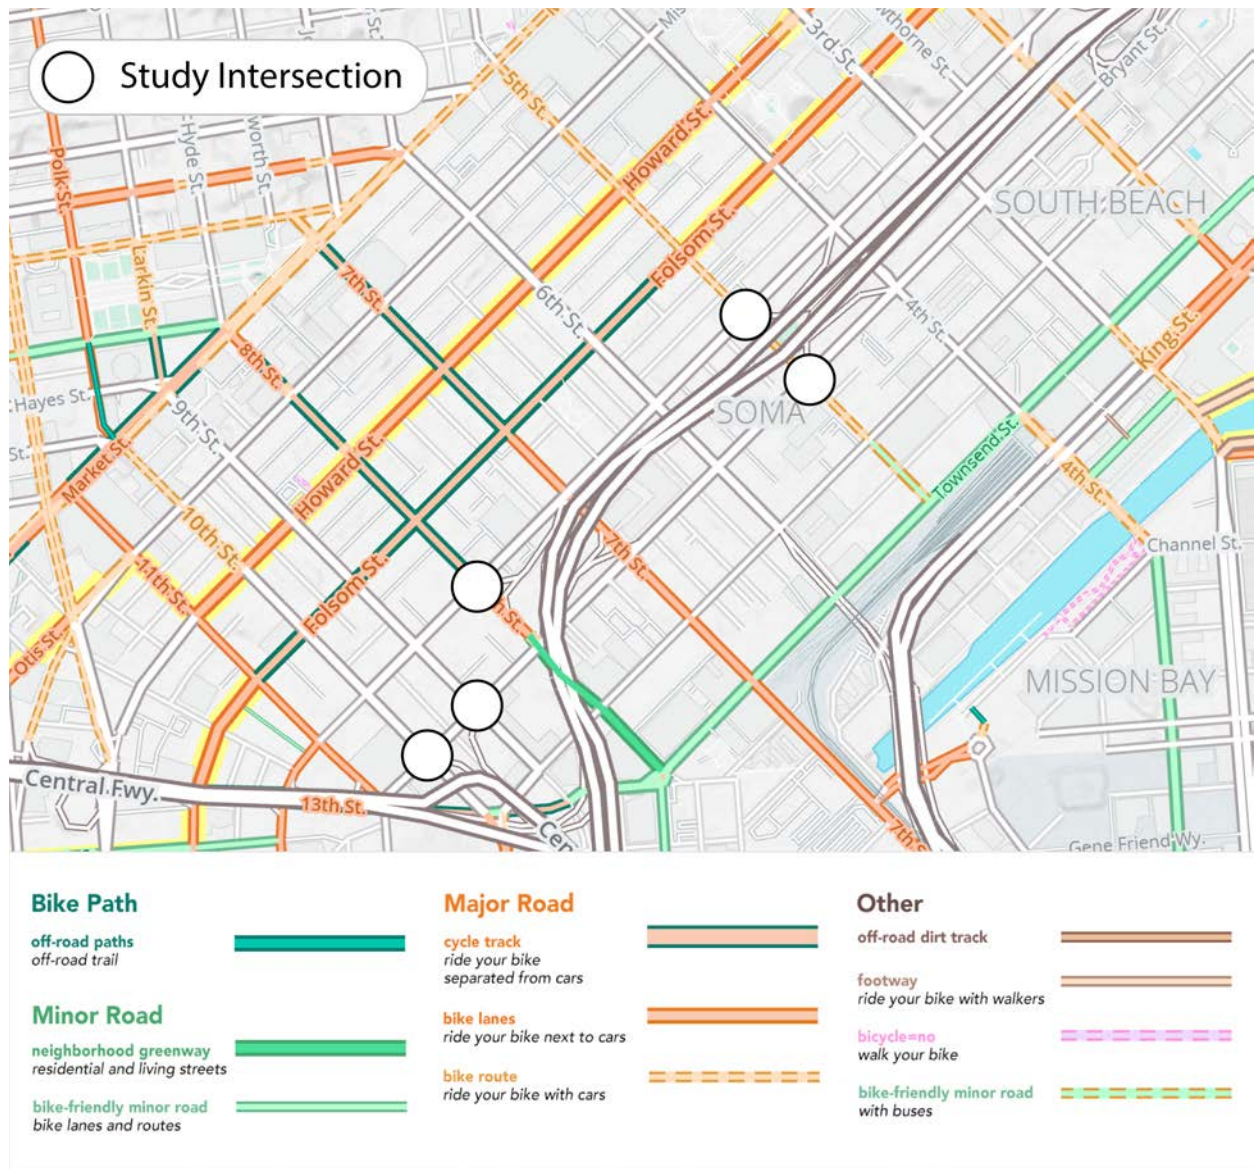 Study Intersection
Polk St.
Hyde St.
worth St.
Larkin St.
5th St.
3rd St.
wthorne St.
Bryant St.
Howard St.
SOUTH BEACH
Folsom St.
7th St.
6th St.
4th St.
King St.
8th St.
Hayes St.
9th St.
St.
SOMA
Market St.
Howard St.
Townsend St.
4th St.
10th St.
Channel St.
11th St.
7th St.
Folsom St.
h St.
Otis St.
MISSION BAY
Central Fwy.
13th St.
Cen
7th S
Gene Friend Wy.
Bike Path
off-road paths
off-road trail
Minor Road
neighborhood greenway
residential and living streets
bike-friendly minor road
bike lanes and routes
Major Road
cycle track
ride your bike
separated from cars
bike lanes
ride your bike next to cars
bike route
ride your bike with cars
Other
off-road dirt track
footway
ride your bike with walkers
bicycle=no
walk your bike
bike-friendly minor road
with buses